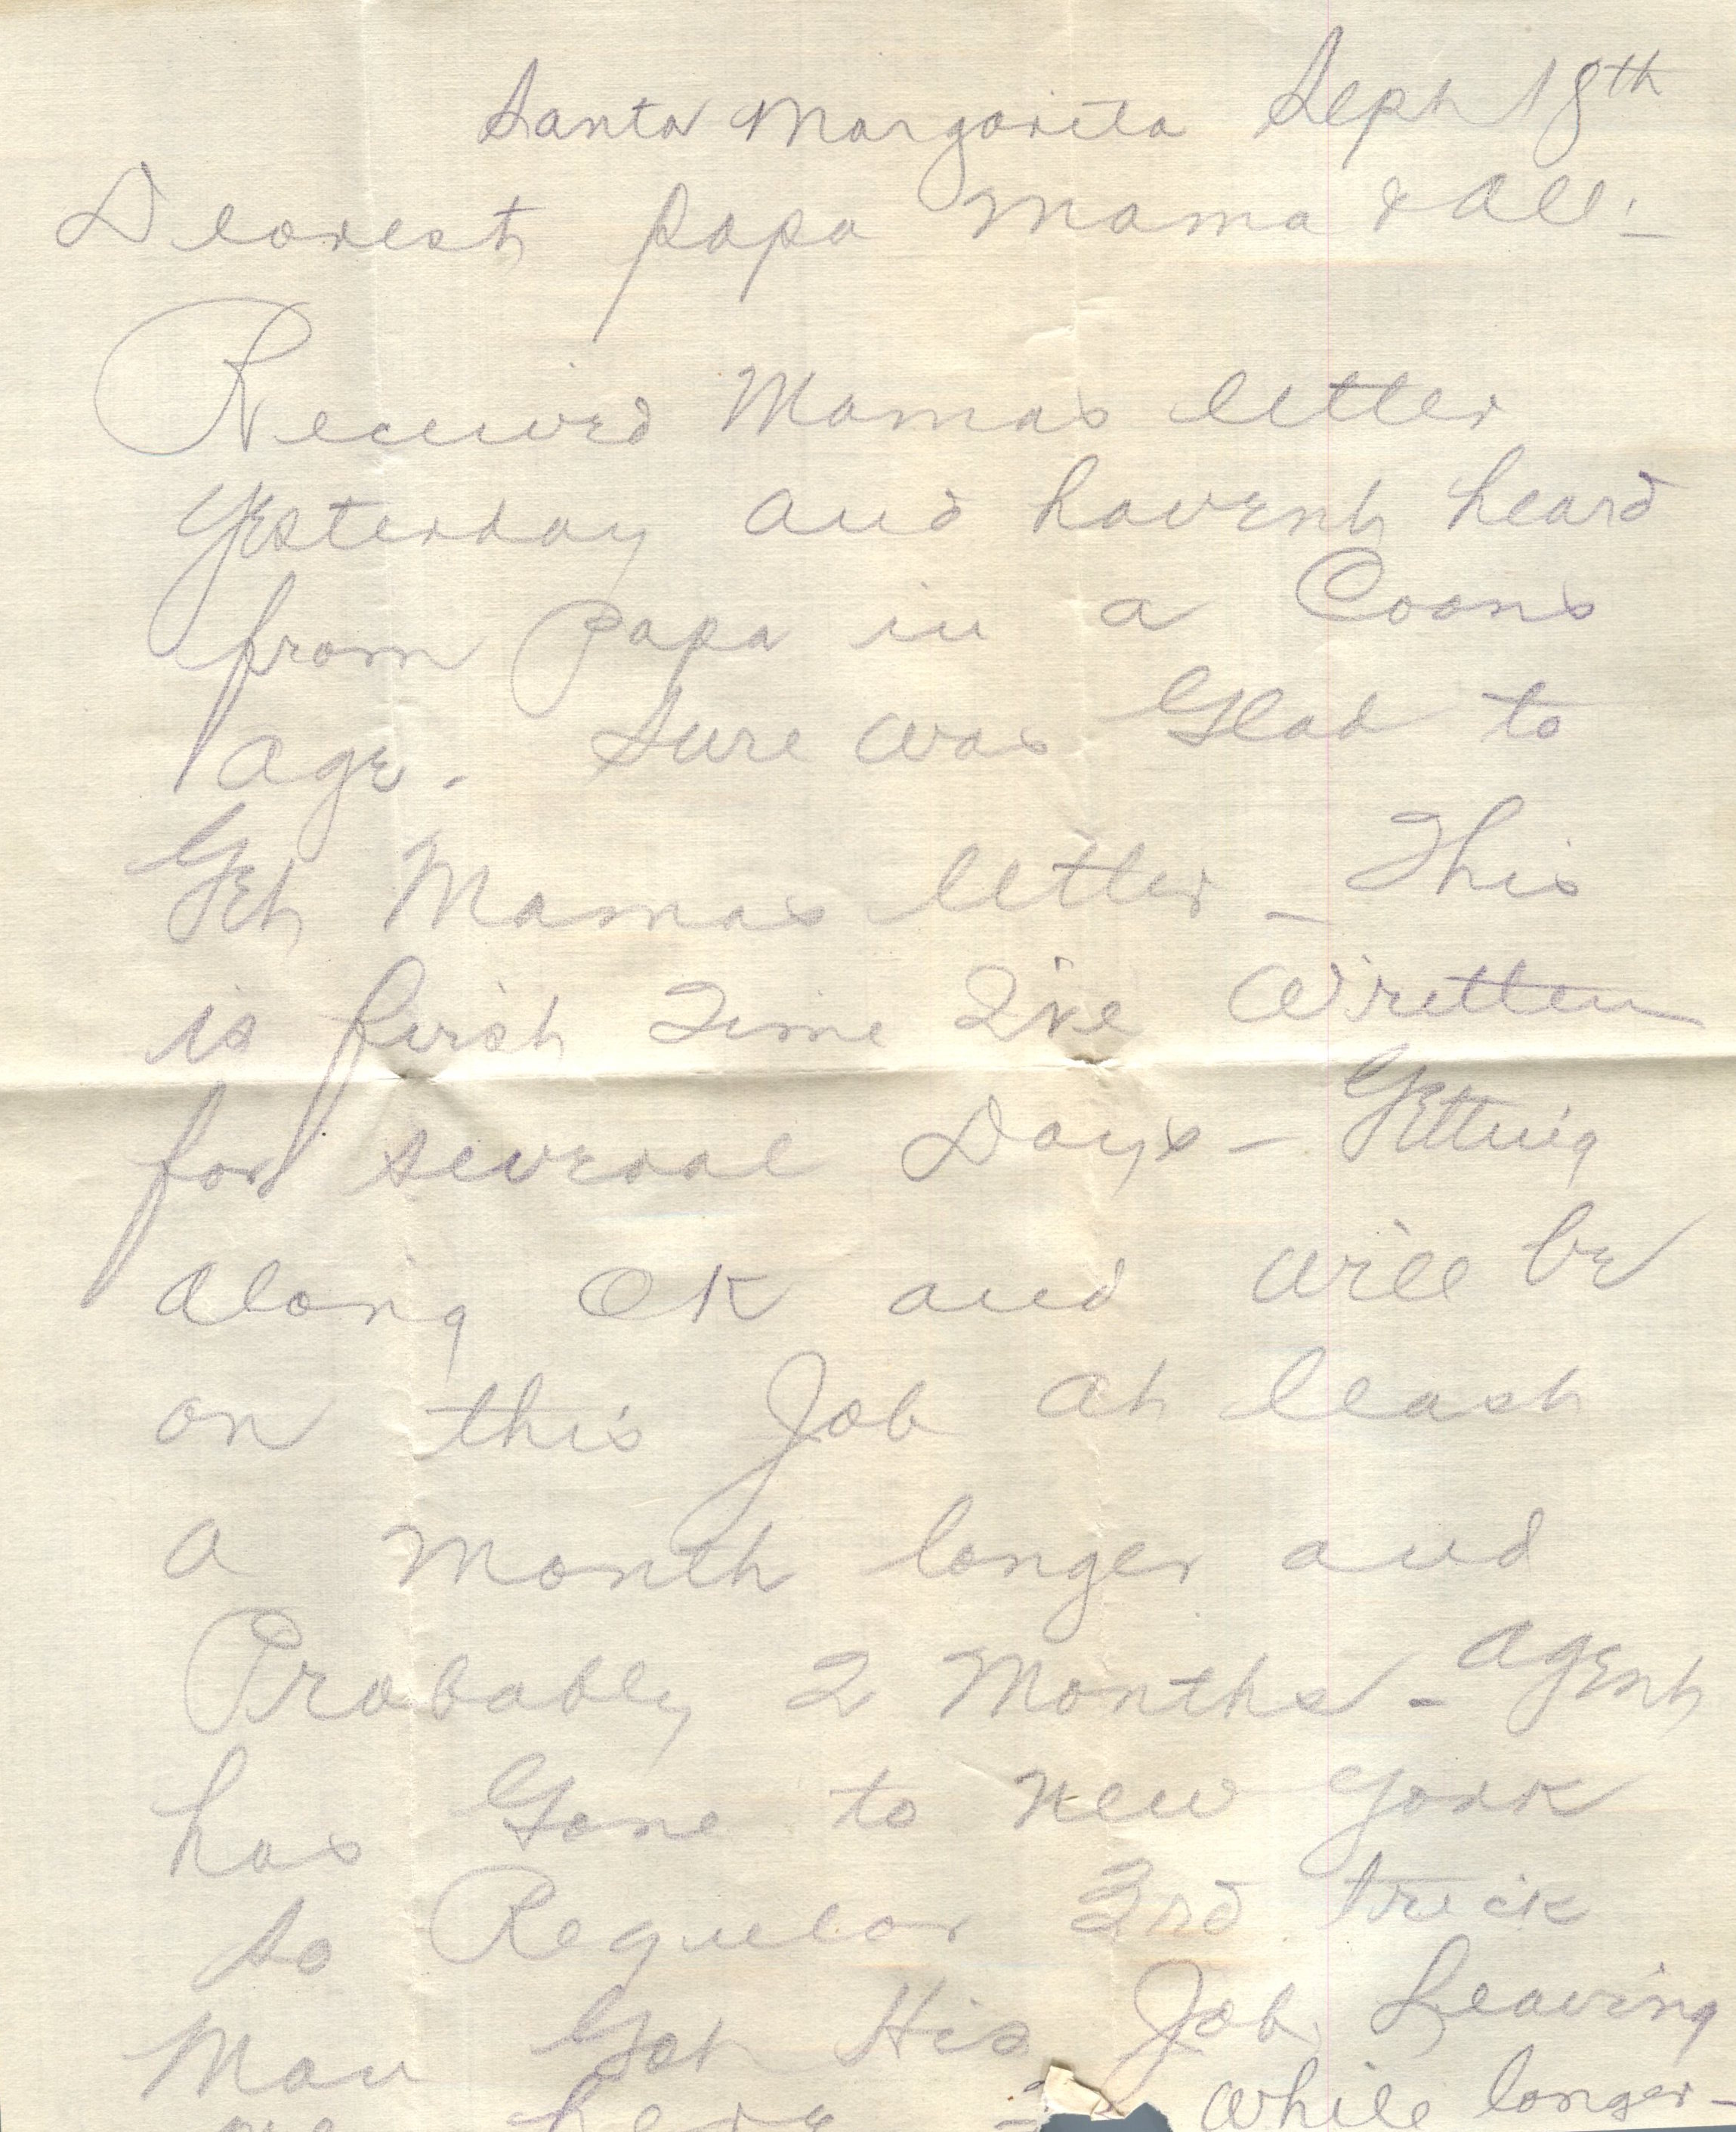 Santa Margarita Sept 18th
Dearest papa Mama & All:-
Received Mamas letter
Yesterday and havent heard
from Papa in a Coons
age. Sure was Glad to
Get Mamas letter - This
is first Time I've Written
for several Days - Getting
along OK and will be
on this Job at least
a month longer and
Probably 2 Months - Agent
has Gone to New York
so Regular 3rd trick
Man Got His Job, Leaving
me here while longer -